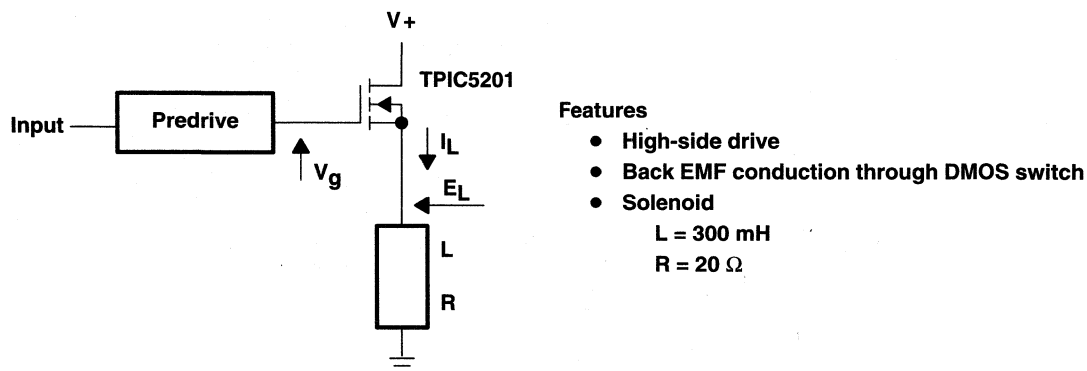 V+
TPIC5201
Input
Predrive
Vg
IL
EL
L
R
Features
● High-side drive
● Back EMF conduction through DMOS switch
● Solenoid
L = 300 mH
R = 20 Ω